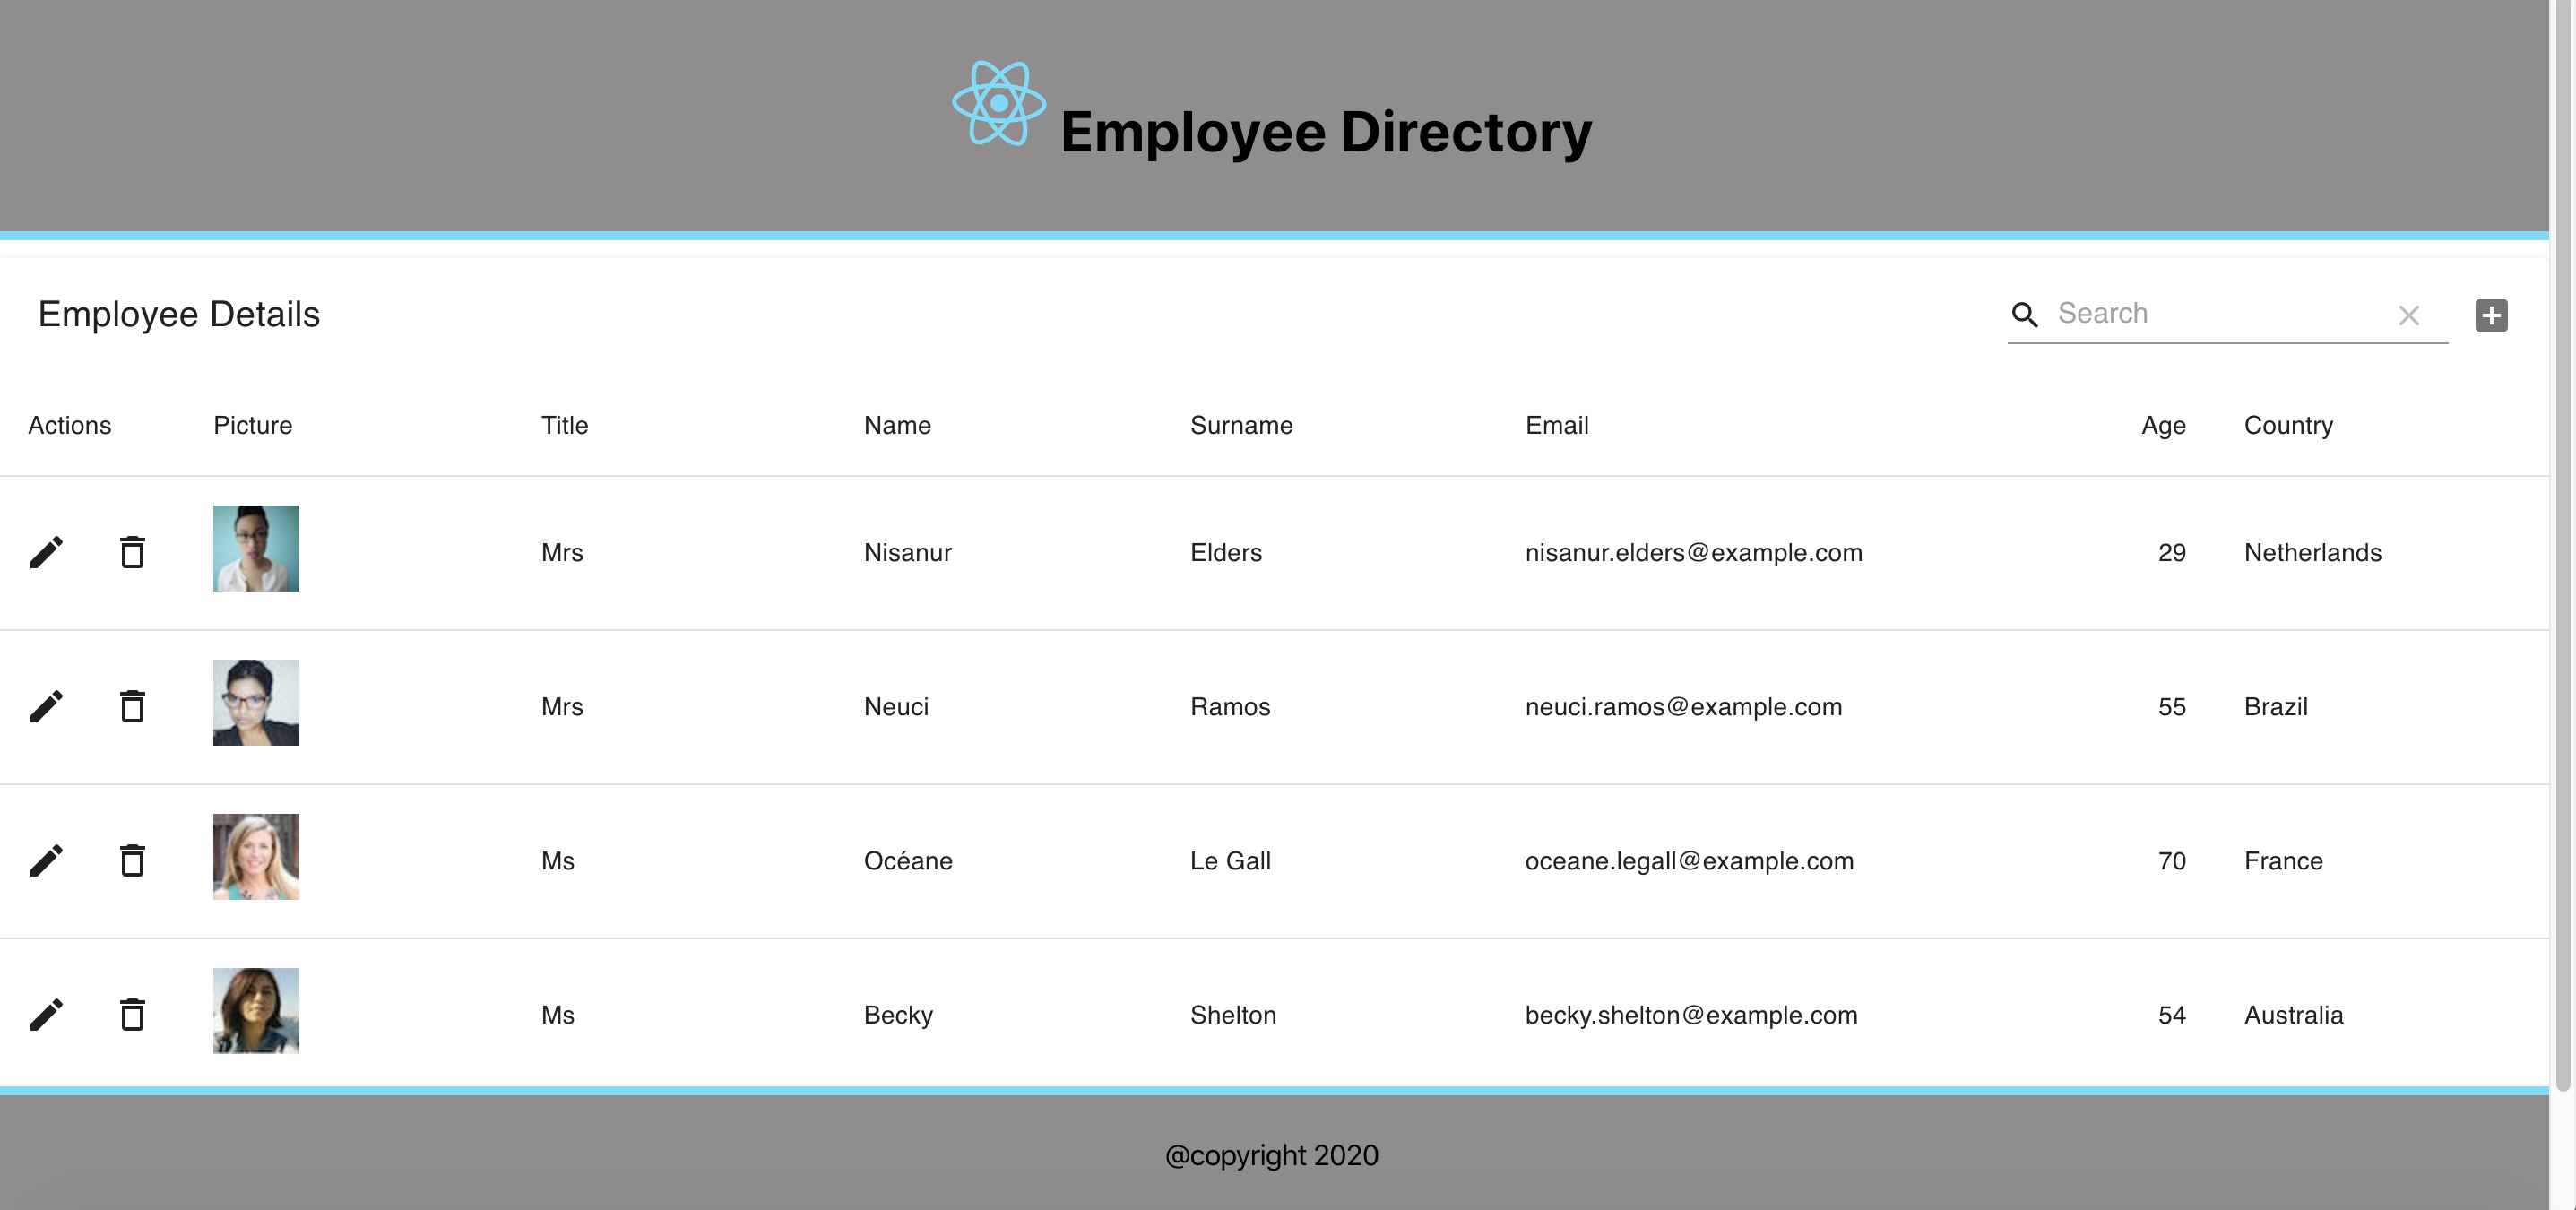 Employee Directory
Employee Details
Search
Actions Picture Title Name Surname Email Age Country
Mrs Nisanur Elders nisanur.elders@example.com 29 Netherlands
Mrs Neuci Ramos neuci.ramos@example.com 55 Brazil
Ms Océane Le Gall oceane.legall@example.com 70 France
Ms Becky Shelton becky.shelton@example.com 54 Australia
@copyright 2020